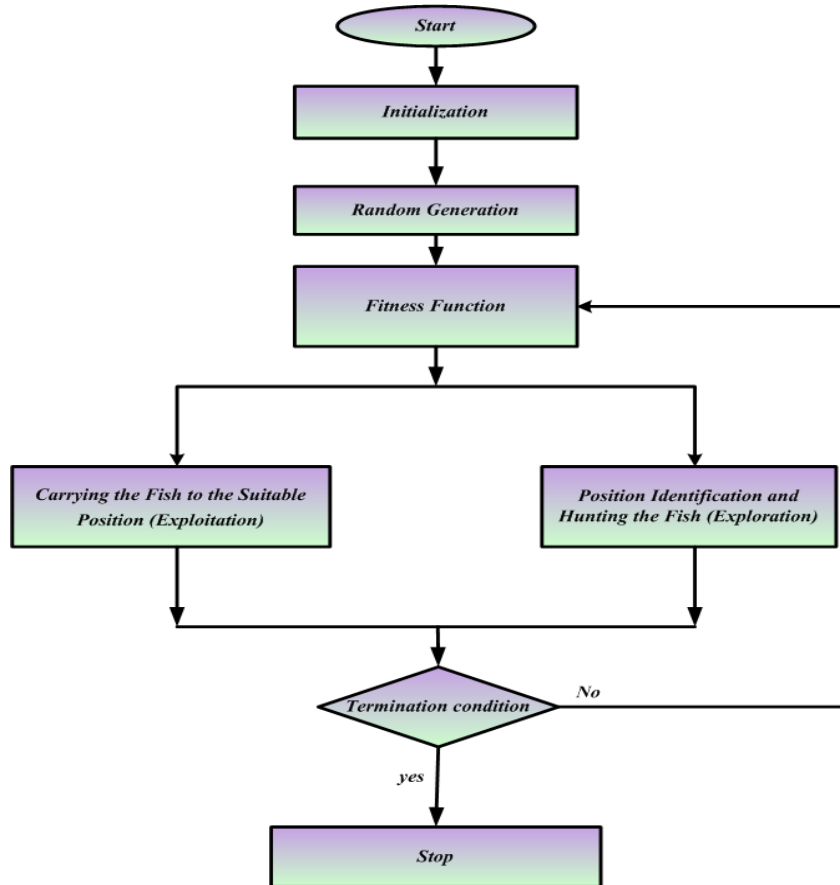 Start
Initialization
Random Generation
Fitness Function
Carrying the Fish to the Suitable
Position (Exploitation)
Position Identification and
Hunting the Fish (Exploration)
Termination condition
No
yes
Stop